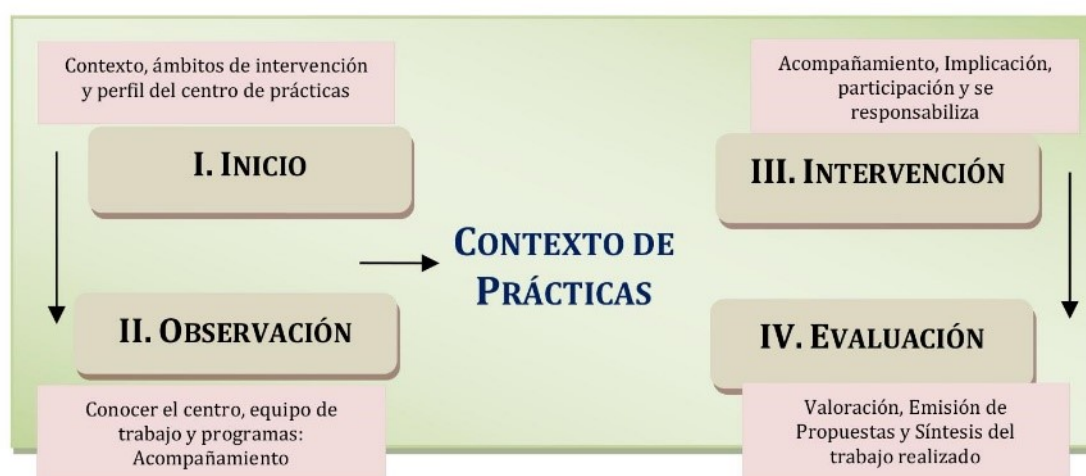 Contexto, ámbitos de intervención
y perfil del centro de prácticas
I. INICIO
II. OBSERVACIÓN
Conocer el centro, equipo de
trabajo y programas:
Acompañamiento
CONTEXTO DE
PRÁCTICAS
Acompañamiento, Implicación,
participación y se
responsabiliza
III. INTERVENCIÓN
IV. EVALUACIÓN
Valoración, Emisión de
Propuestas y Síntesis del
trabajo realizado